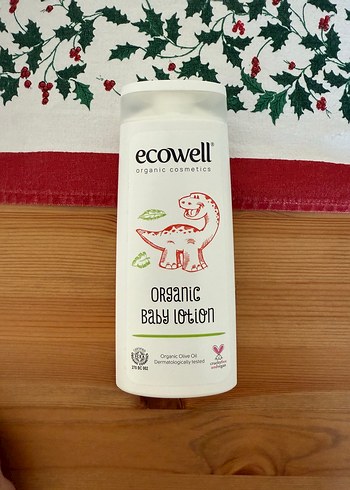 ecowell®
organic cosmetics
ORGANIC
BABY LOTION
Organic Olive Oil
Dermatologically tested